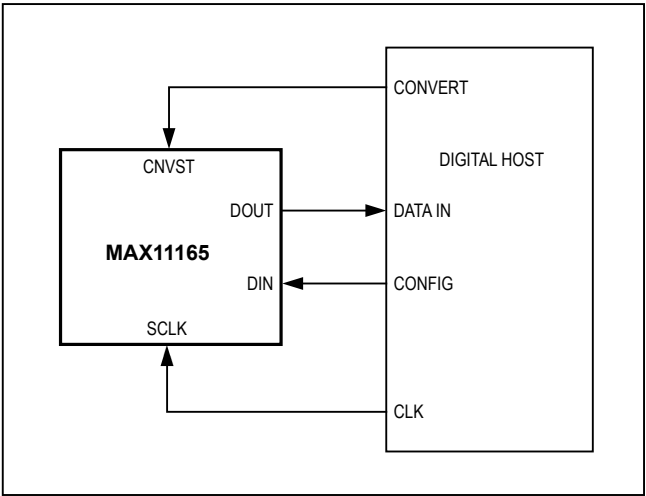 CONVERT
DIGITAL HOST
CNVST
DOUT
DATA IN
MAX11165
DIN
CONFIG
SCLK
CLK